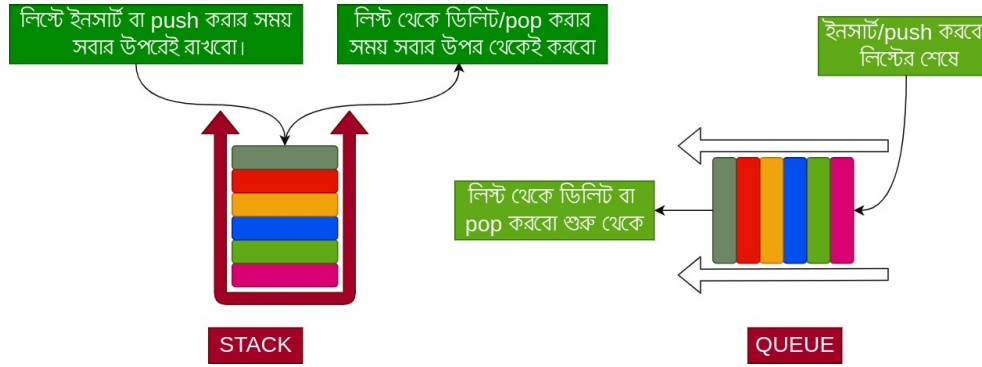 লিস্টে ইনসার্ট বা push করার সময়
সবার উপরেই রাখবো।
লিস্ট থেকে ডিলিট/pop করার
সময় সবার উপর থেকেই করবো
ইনসার্ট/push করবো
লিস্টের শেষে
লিস্ট থেকে ডিলিট বা
pop করবো শুরু থেকে
STACK
QUEUE